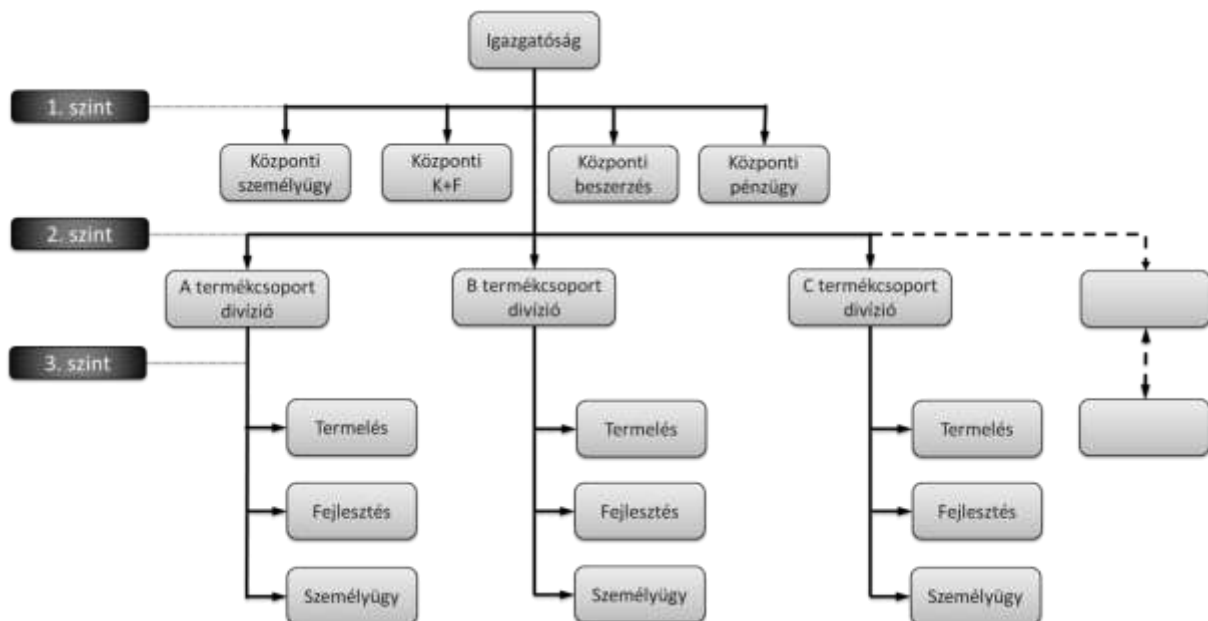 Igazgatóság
1. szint
Központi
személyügy
Központi
K+F
Központi
beszerzés
Központi
pénzügy
2. szint
A termékcsoport
divízió
B termékcsoport
divízió
C termékcsoport
divízió
3. szint
Termelés
Termelés
Termelés
Fejlesztés
Fejlesztés
Fejlesztés
Személyügy
Személyügy
Személyügy